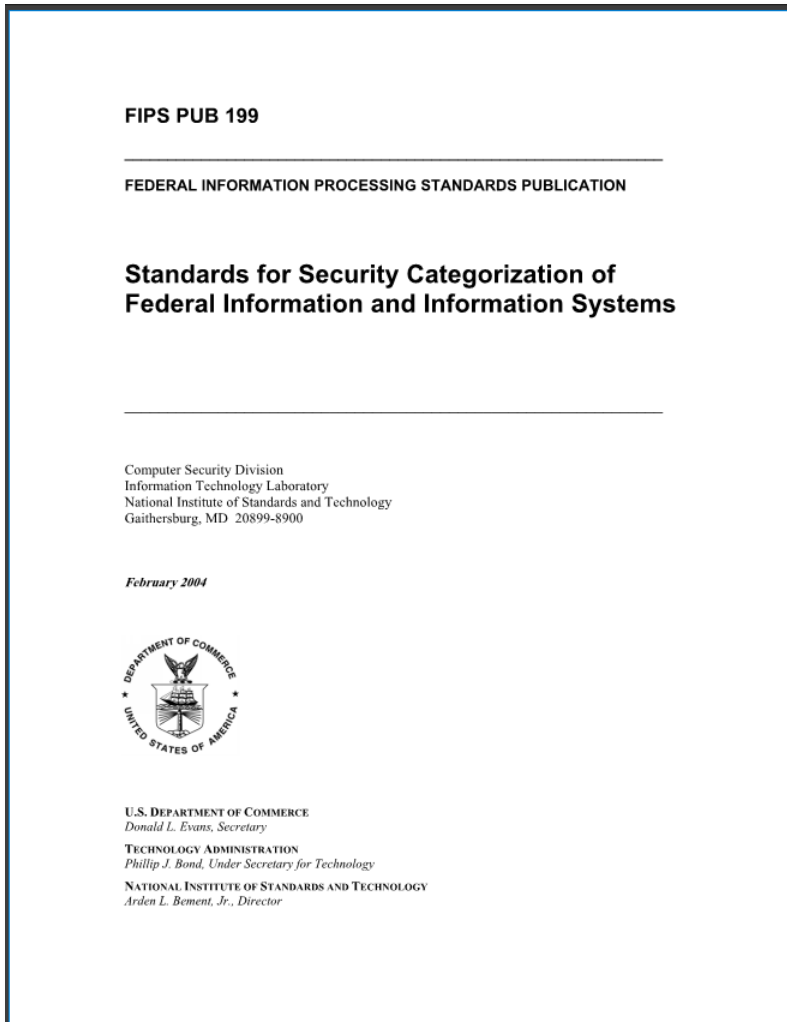 FIPS PUB 199
FEDERAL INFORMATION PROCESSING STANDARDS PUBLICATION
Standards for Security Categorization of
Federal Information and Information Systems
Computer Security Division
Information Technology Laboratory
National Institute of Standards and Technology
Gaithersburg, MD 20899-8900
February 2004
DEPARTMENT OF COMMERCE
UNITED STATES OF AMERICA
U.S. DEPARTMENT OF COMMERCE
Donald L. Evans, Secretary
TECHNOLOGY ADMINISTRATION
Phillip J. Bond, Under Secretary for Technology
NATIONAL INSTITUTE OF STANDARDS AND TECHNOLOGY
Arden L. Bement, Jr., Director